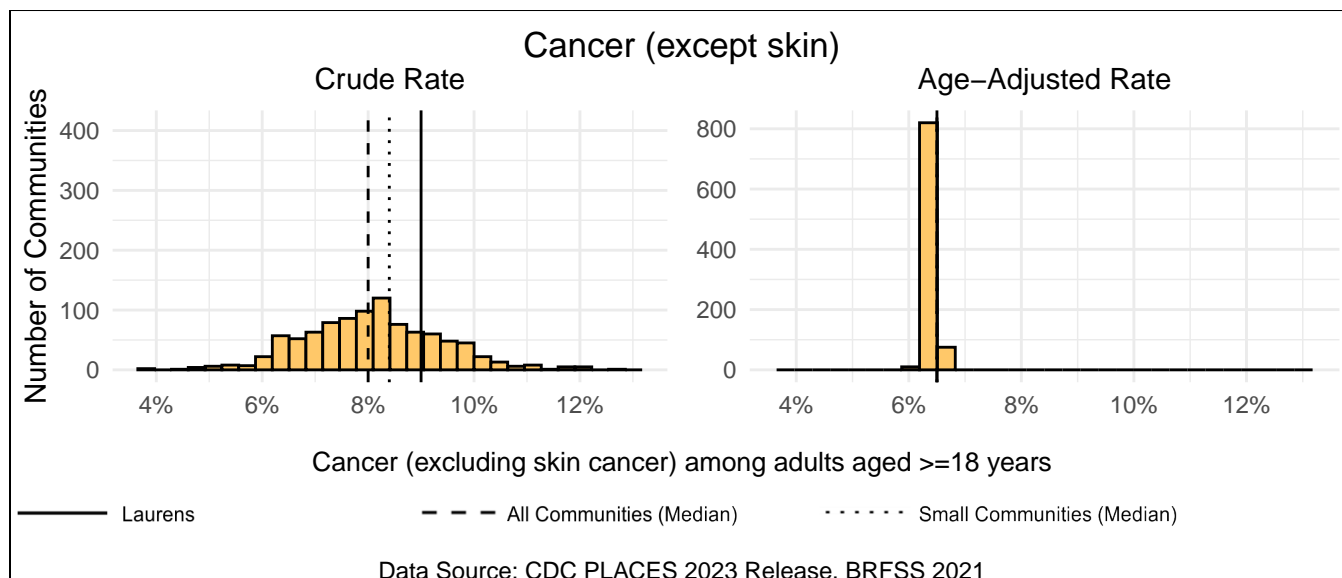 Cancer (except skin)
Crude Rate
Age−Adjusted Rate
Number of Communities
400
300
200
100
0
4%
6%
8%
10%
12%
800
600
400
200
0
4%
6%
8%
10%
12%
Cancer (excluding skin cancer) among adults aged >=18 years
Laurens
All Communities (Median)
Small Communities (Median)
Data Source: CDC PLACES 2023 Release, BRFSS 2021